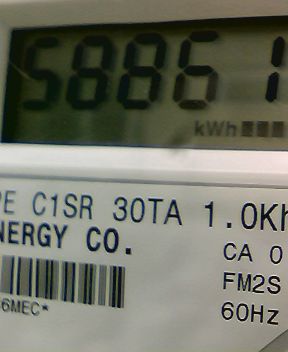 58861
kWh
PE C1SR 30TA 1.0Kh
NERGY CO.
CA 0
FM2S
6MEC*
60Hz